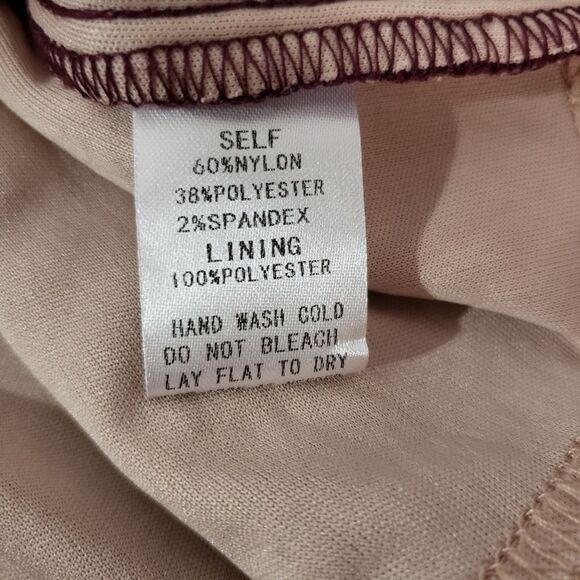 SELF
60%NYLON
38%POLYESTER
2%SPANDEX
LINING
100%POLYESTER
HAND WASH COLD
DO NOT BLEACH
LAY FLAT TO DRY